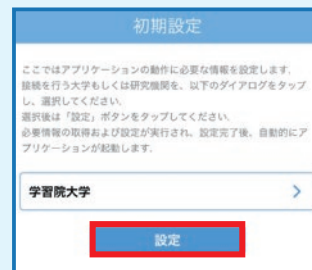 初期設定
ここではアプリケーションの動作に必要な情報を設定します.
接続を行う大学もしくは研究機関を、以下のダイアログをタップ
し、選択してください.
選択後は「設定」ボタンをタップしてください.
必要情報の取得および設定が実行され、設定完了後、自動的にア
プリケーションが起動します.
学習院大学
設定